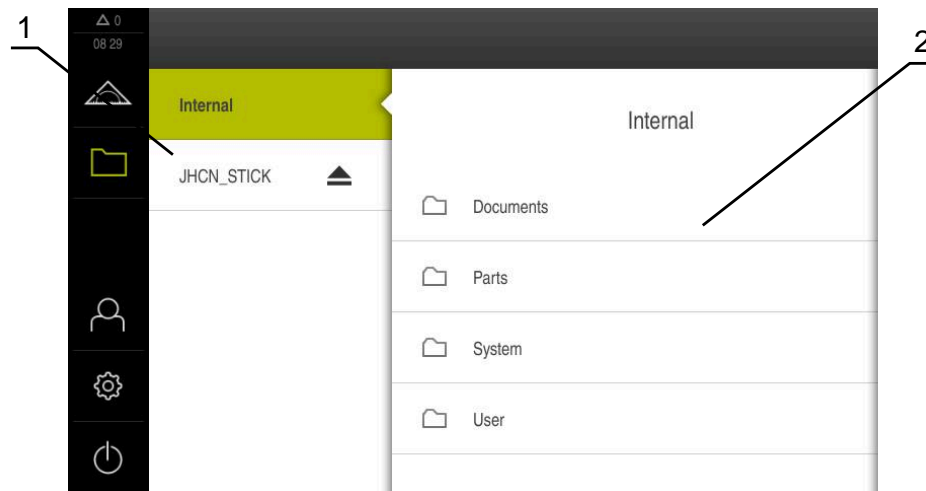 1
0
08 29
2
Internal
Internal
JHCN_STICK
Documents
Parts
System
User